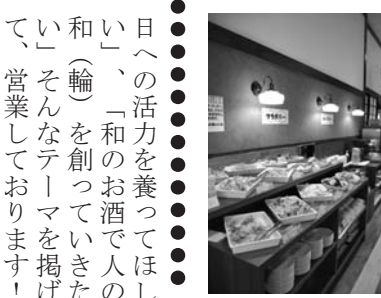 日への活力を養ってほし
い」、「和のお酒で人の
和（輪）を創っていきた
い」そんなテーマを掲げ
て、営業しております！